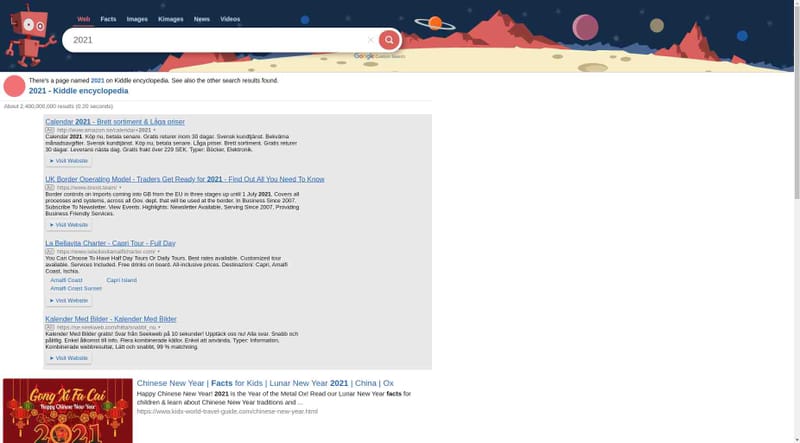 Web Facts Images Kimages News Videos
2021
Google Custom Search
There's a page named 2021 on Kiddle encyclopedia. See also the other search results found.
2021 - Kiddle encyclopedia
About 2,400,000,000 results (0.20 seconds)
Calendar 2021 - Brett sortiment & Låga priser
Ad http://www.amazon.se/calendar+2021
Calendar 2021. Köp nu, betala senare. Gratis returer inom 30 dagar. Svensk kundtjänst. Bekväma
månadsavgifter. Svensk kundtjänst. Köp nu, betala senare. Låga priser. Brett sortiment. Gratis returer
30 dagar. Leverans nästa dag. Gratis frakt över 229 SEK. Typer: Böcker, Elektronik.
➤ Visit Website
UK Border Operating Model - Traders Get Ready for 2021 - Find Out All You Need To Know
Ad
Border controls on imports coming into GB from the EU in three stages up until 1 July 2021. Covers all
processes and systems, across all Gov. dept. that will be used at the border. In Business Since 2007.
Subscribe To Newsletter. View Events. Highlights: Newsletter Available, Serving Since 2007, Providing
Business Friendly Services.
➤ Visit Website
La Bellavita Charter - Capri Tour - Full Day
Ad
You Can Choose To Have Half Day Tours Or Daily Tours. Best rates available. Customized tour
available. Services Included. Free drinks on board. All-inclusive prices. Destinazioni: Capri, Amalfi
Coast, Ischia.
Amalfi Coast Capri Island
Amalfi Coast Sunset
➤ Visit Website
Kalender Med Bilder - Kalender Med Bilder
Ad
Kalender Med Bilder gratis! Svar från Seekweb på 10 sekunder! Upptäck oss nu! Alla svar. Snabb och
pålitlig. Enkel åtkomst till info. Flera kombinerade källor. Enkel att använda. Typer: Information,
Kombinerade webbresultat, Lätt och snabbt, 99 % matchning.
➤ Visit Website
Gong Xi Fa Cai
Happy Chinese New Year
2021
Chinese New Year | Facts for Kids | Lunar New Year 2021 | China | Ox
Happy Chinese New Year! 2021 is the Year of the Metal Ox! Read our Lunar New Year facts for
children & learn about Chinese New Year traditions and ...
https://www.kids-world-travel-guide.com/chinese-new-year.html